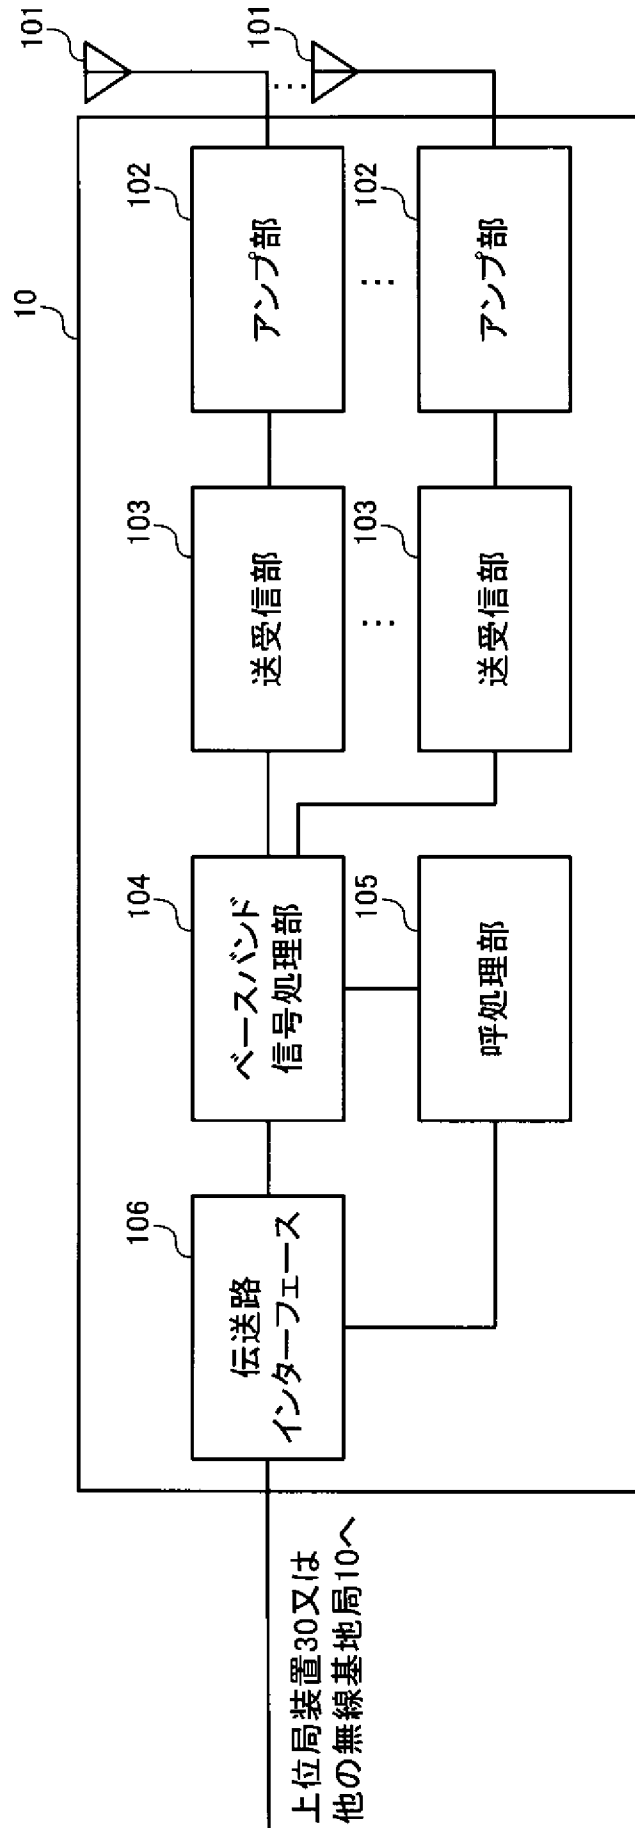 10
101
101
106
伝送路
インターフェース
104
ベースバンド
信号処理部
103
送受信部
102
アンプ部
⋮
⋮
⋮
105
呼処理部
103
送受信部
102
アンプ部
上位局装置30又は
他の無線基地局10へ